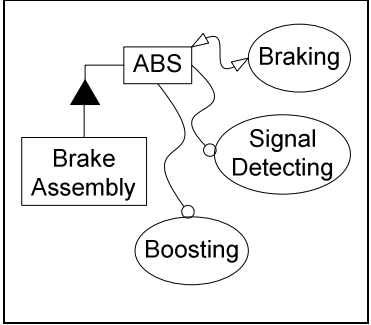 ABS
Braking
Signal
Detecting
Brake
Assembly
Boosting